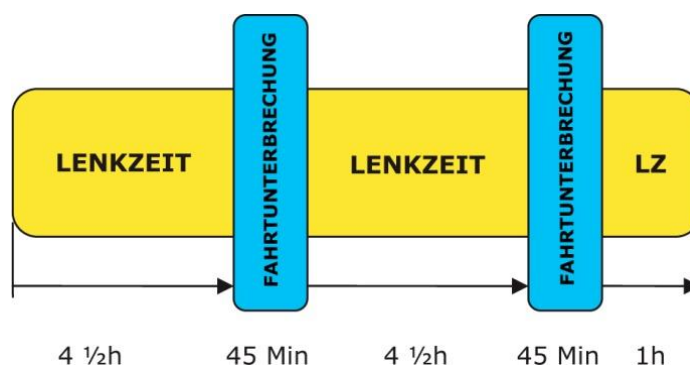 LENKZEIT
FAHRTUNTERBRECHUNG
LENKZEIT
FAHRTUNTERBRECHUNG
LZ
4 ½h 45 Min 4 ½h 45 Min 1h